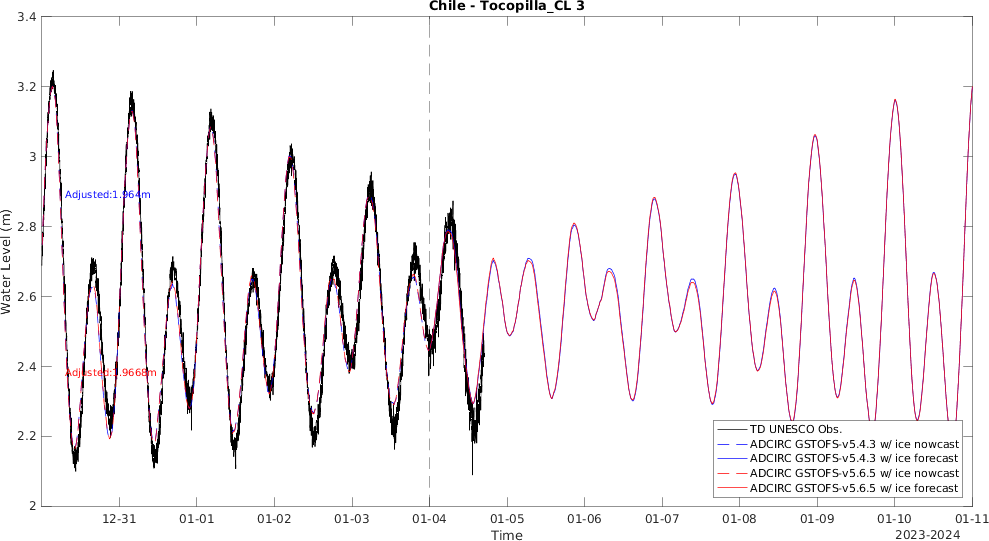 Chile - Tocopilla_CL 3
3.4
3.2
3
2.8
2.6
2.4
2.2
2
Water Level (m)
Adjusted:1.964m
Adjusted:1.9668m
TD UNESCO Obs.
ADCIRC GSTOFS-v5.4.3 w/ ice nowcast
ADCIRC GSTOFS-v5.4.3 w/ ice forecast
ADCIRC GSTOFS-v5.6.5 w/ ice nowcast
ADCIRC GSTOFS-v5.6.5 w/ ice forecast
12-31 01-01 01-02 01-03 01-04 01-05 01-06 01-07 01-08 01-09 01-10 01-11
Time
2023-2024